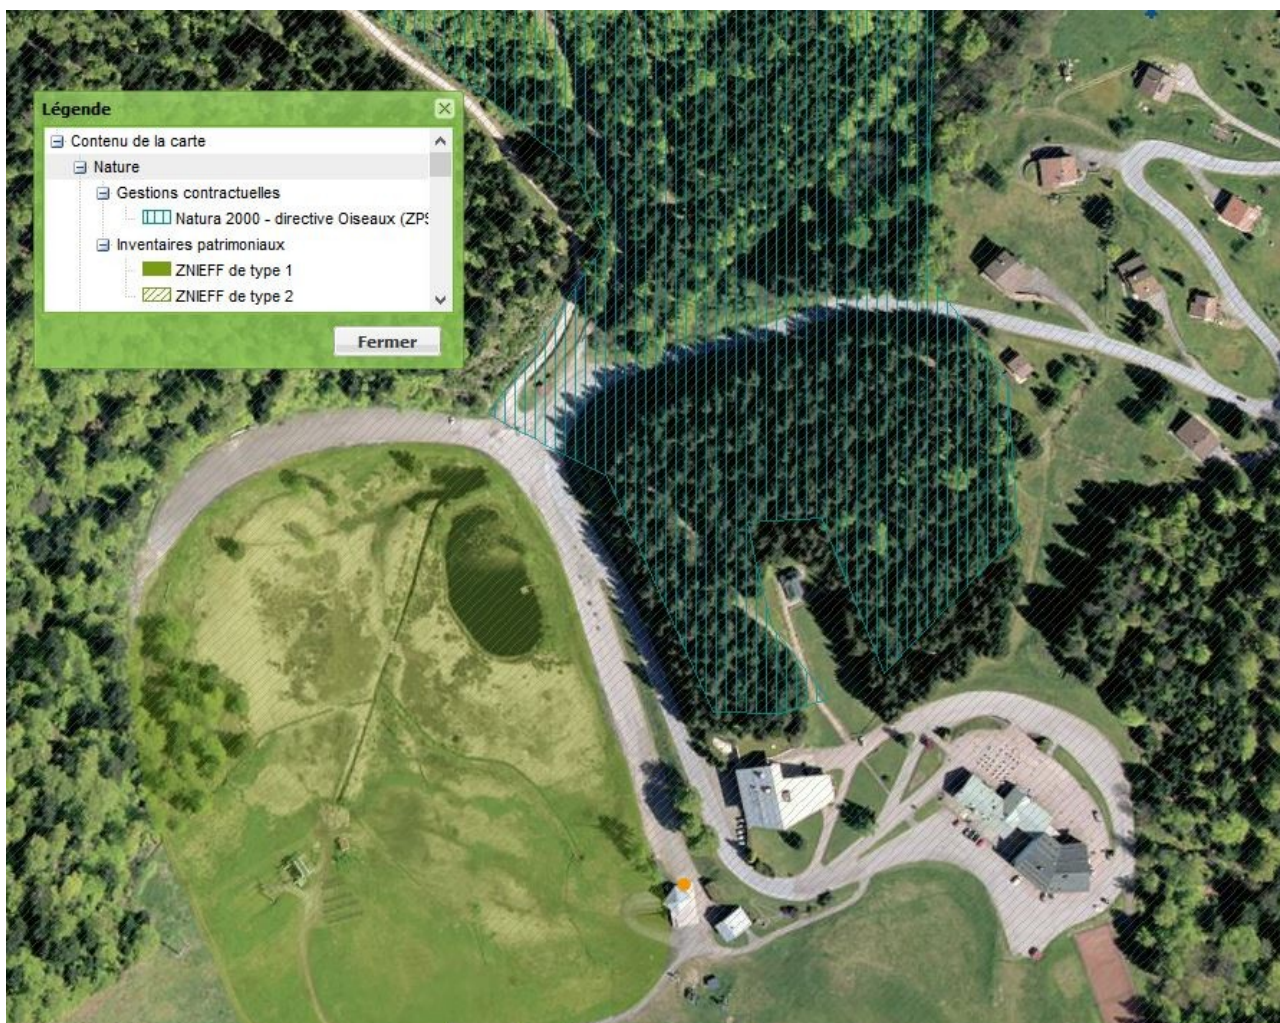 Légende
Contenu de la carte
Nature
Gestions contractuelles
Natura 2000 - directive Oiseaux (ZPS
Inventaires patrimoniaux
ZNIEFF de type 1
ZNIEFF de type 2
Fermer